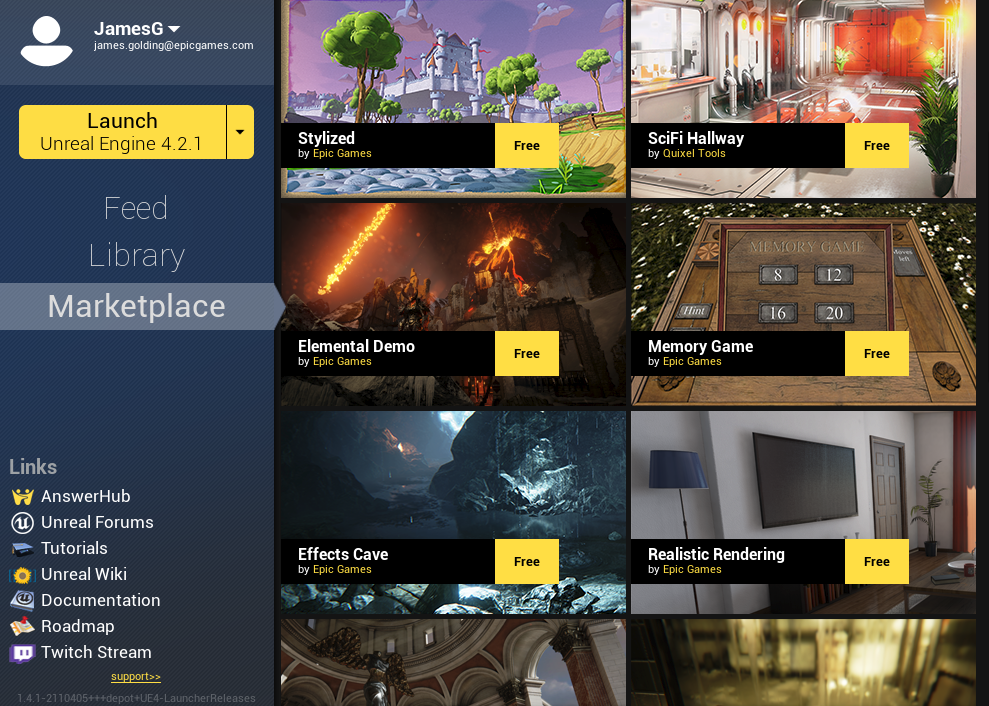 JamesG
james.golding@epicgames.com
Launch
Unreal Engine 4.2.1
Feed
Library
Marketplace
Links
AnswerHub
Unreal Forums
Tutorials
Unreal Wiki
Documentation
Roadmap
Twitch Stream
support>>
1.4.1-2110405+++depot+UE4-LauncherReleases
Stylized
by Epic Games
Free
SciFi Hallway
by Quixel Tools
Free
Elemental Demo
by Epic Games
Free
MEMORY GAME
Moves
left
8 12
Hint
16 20
Memory Game
by Epic Games
Free
Effects Cave
by Epic Games
Free
Realistic Rendering
by Epic Games
Free